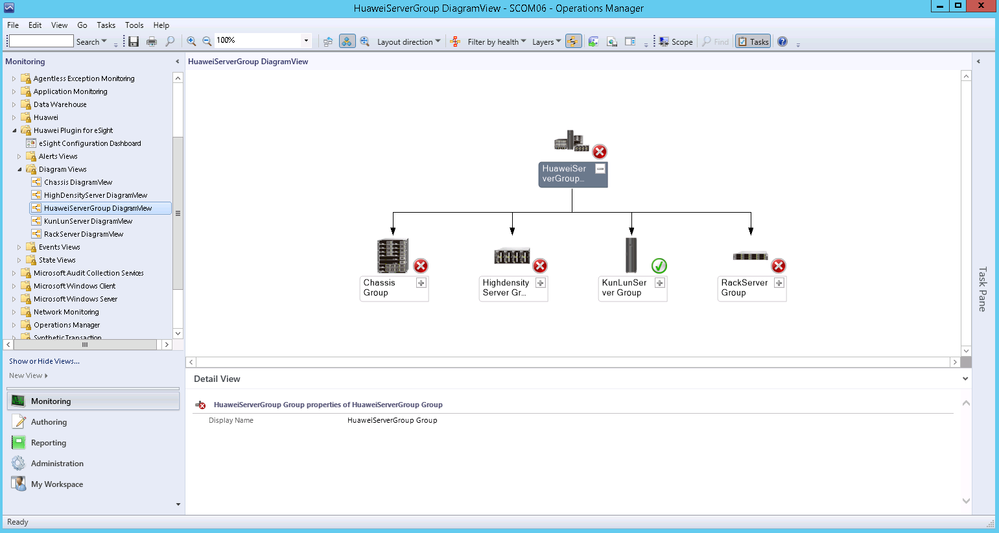 HuaweiServerGroup DiagramView - SCOM06 - Operations Manager
File Edit View Go Tasks Tools Help
Search 100% Layout direction Filter by health Layers Scope Find Tasks
Monitoring
HuaweiServerGroup DiagramView
Agentless Exception Monitoring
Application Monitoring
Data Warehouse
Huawei
Huawei Plugin for eSight
eSight Configuration Dashboard
Alerts Views
Diagram Views
Chassis DiagramView
HighDensityServer DiagramView
HuaweiServerGroup DiagramView
KunLunServer DiagramView
RackServer DiagramView
Events Views
State Views
Microsoft Audit Collection Services
Microsoft Windows Client
Microsoft Windows Server
Network Monitoring
Operations Manager
Synthetic Transaction
Show or Hide Views...
New View
Monitoring
Authoring
Reporting
Administration
My Workspace
HuaweiSer
verGroup...
Chassis
Group
Highdensity
Server Gr...
KunLunSer
ver Group
RackServer
Group
Task Pane
Detail View
HuaweiServerGroup Group properties of HuaweiServerGroup Group
Display Name HuaweiServerGroup Group
Ready